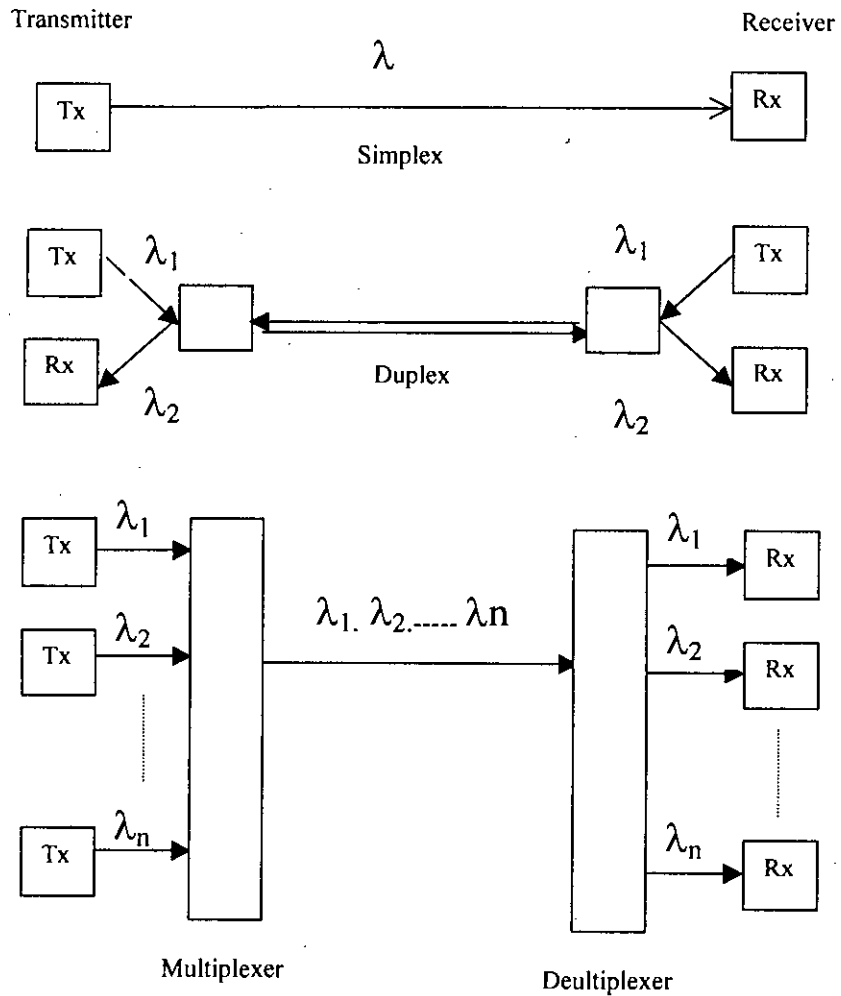 Transmitter Receiver
λ
Tx Rx
Simplex
Tx λ₁ λ₁ Tx
Rx Duplex Rx
λ₂ λ₂
Tx λ₁ λ₁ Rx
λ₁. λ₂.----- λn
Tx λ₂ λ₂ Rx
Tx λₙ λₙ Rx
Multiplexer Deultiplexer